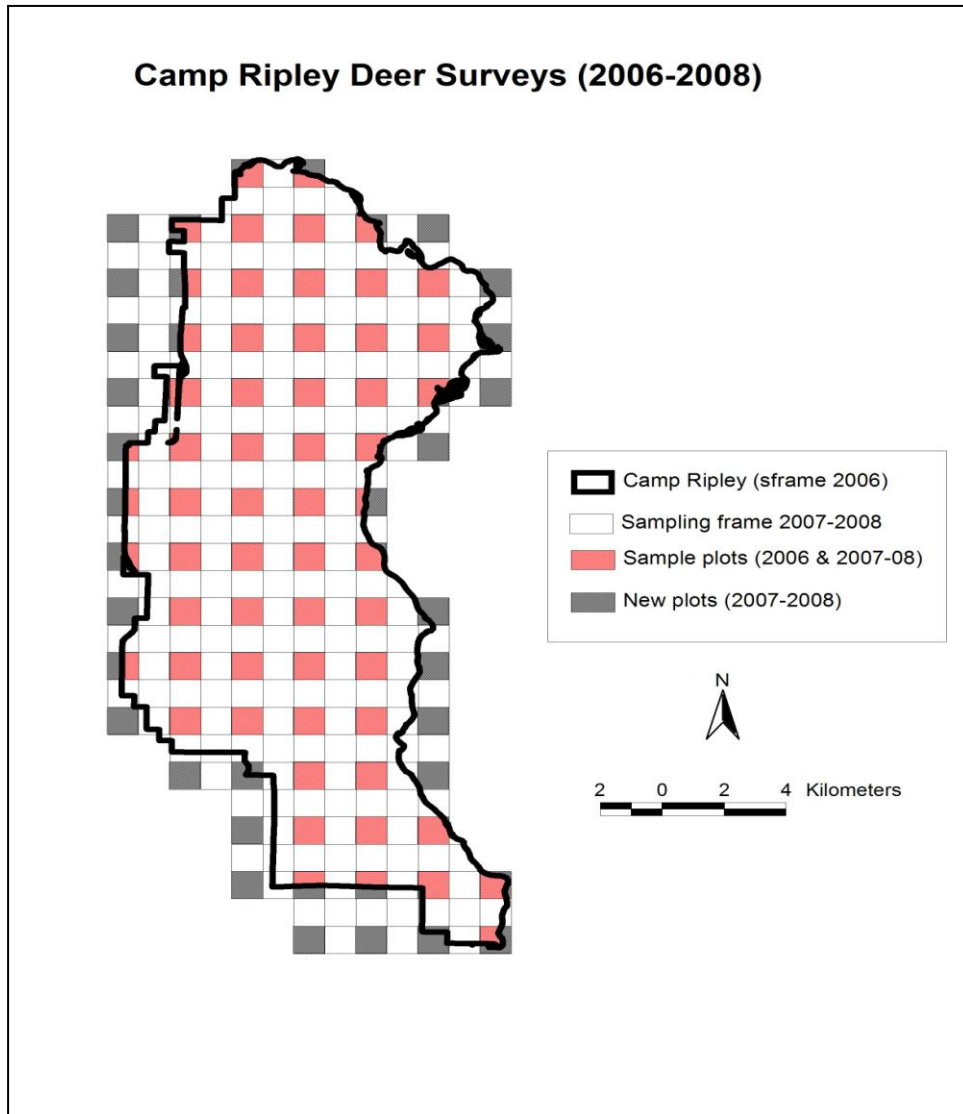 Camp Ripley Deer Surveys (2006-2008)
Camp Ripley (sframe 2006)
Sampling frame 2007-2008
Sample plots (2006 & 2007-08)
New plots (2007-2008)
N
2 0 2 4 Kilometers